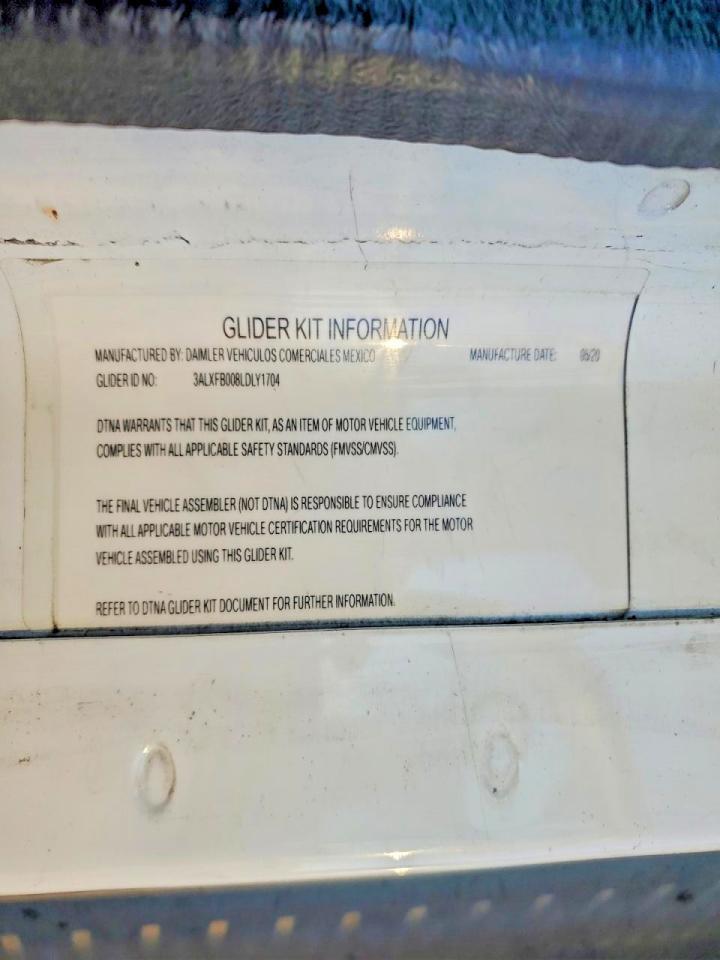 GLIDER KIT INFORMATION
MANUFACTURED BY: DAIMLER VEHICULOS COMERCIALES MEXICO MANUFACTURE DATE: 06/20
GLIDER ID NO: 3ALXFB008LDLY1704
DTNA WARRANTS THAT THIS GLIDER KIT, AS AN ITEM OF MOTOR VEHICLE EQUIPMENT,
COMPLIES WITH ALL APPLICABLE SAFETY STANDARDS (FMVSS/CMVSS).
THE FINAL VEHICLE ASSEMBLER (NOT DTNA) IS RESPONSIBLE TO ENSURE COMPLIANCE
WITH ALL APPLICABLE MOTOR VEHICLE CERTIFICATION REQUIREMENTS FOR THE MOTOR
VEHICLE ASSEMBLED USING THIS GLIDER KIT.
REFER TO DTNA GLIDER KIT DOCUMENT FOR FURTHER INFORMATION.